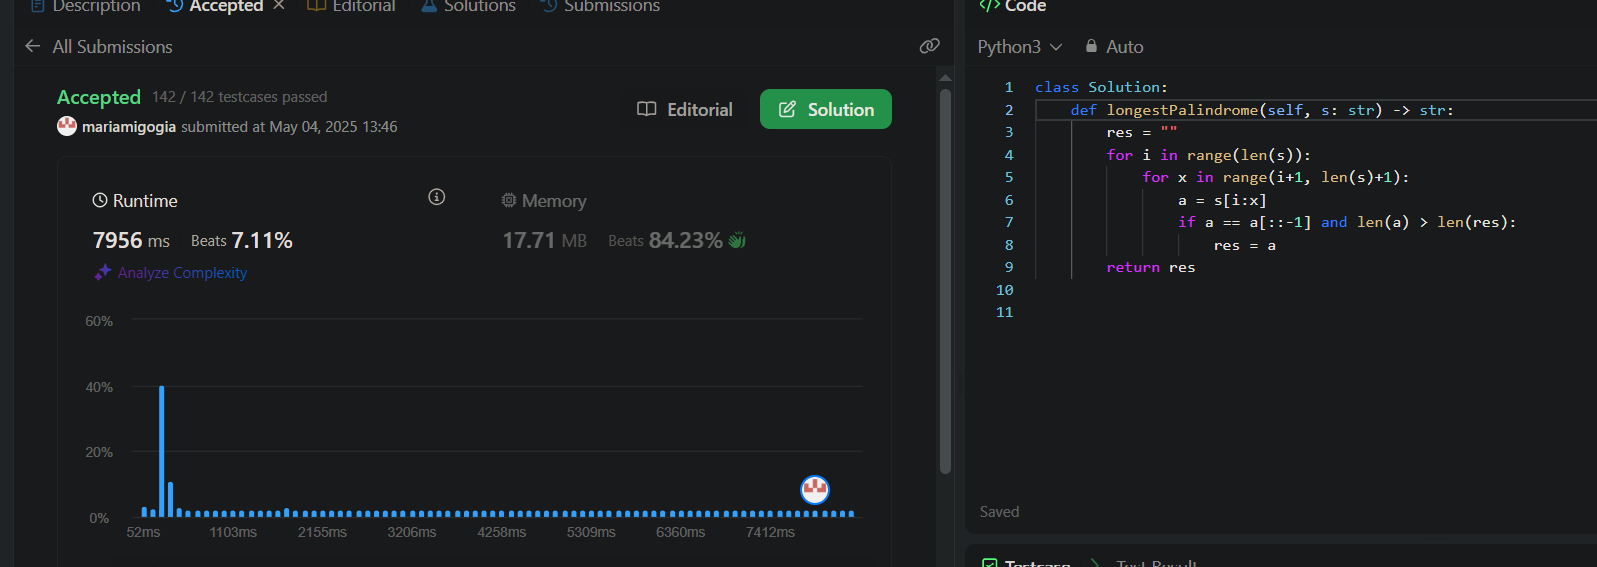 Description
Accepted
Editorial
Solutions
Submissions
All Submissions
Accepted 142 / 142 testcases passed
mariamigogia submitted at May 04, 2025 13:46
Editorial
Solution
Runtime
7956 ms Beats 7.11%
Analyze Complexity
Memory
17.71 MB Beats 84.23%
60%
40%
20%
0%
52ms 1103ms 2155ms 3206ms 4258ms 5309ms 6360ms 7412ms
</> Code
Python3 Auto
1 class Solution:
2     def longestPalindrome(self, s: str) -> str:
3         res = ""
4         for i in range(len(s)):
5             for x in range(i+1, len(s)+1):
6                 a = s[i:x]
7                 if a == a[::-1] and len(a) > len(res):
8                     res = a
9         return res
10
11
Saved
Testcase
Test Result